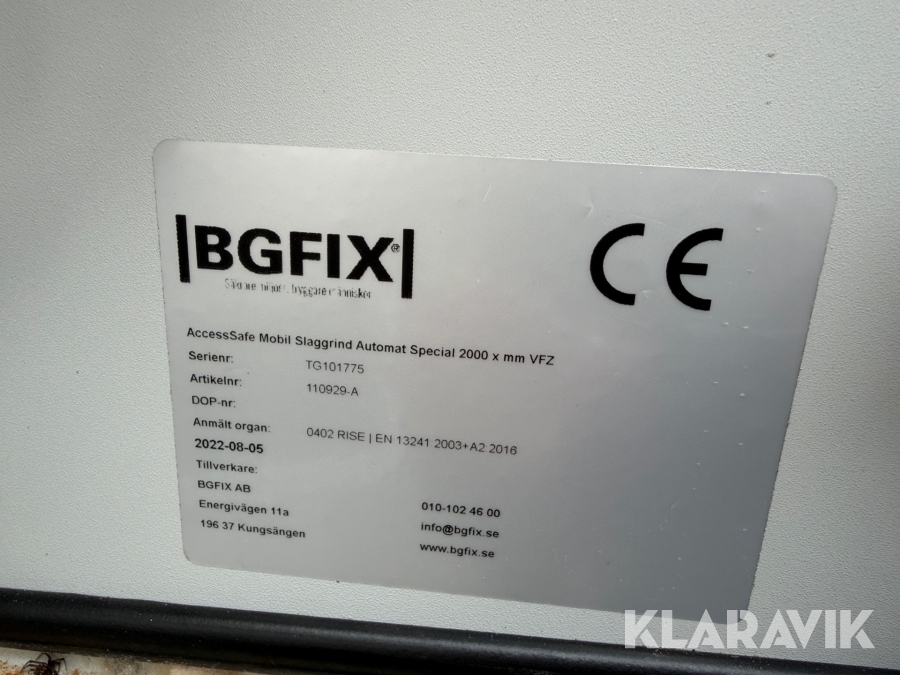 |BGFIX®|
CE
AccessSafe Mobil Slaggrind Automat Special 2000 x mm VFZ
Serienr: TG101775
Artikelnr: 110929-A
DOP-nr:
Anmält organ: 0402 RISE | EN 13241 2003+A2 2016
2022-08-05
Tillverkare:
BGFIX AB
Energivägen 11a 010-102 46 00
196 37 Kungsängen info@bgfix.se
www.bgfix.se
KLARAVIK